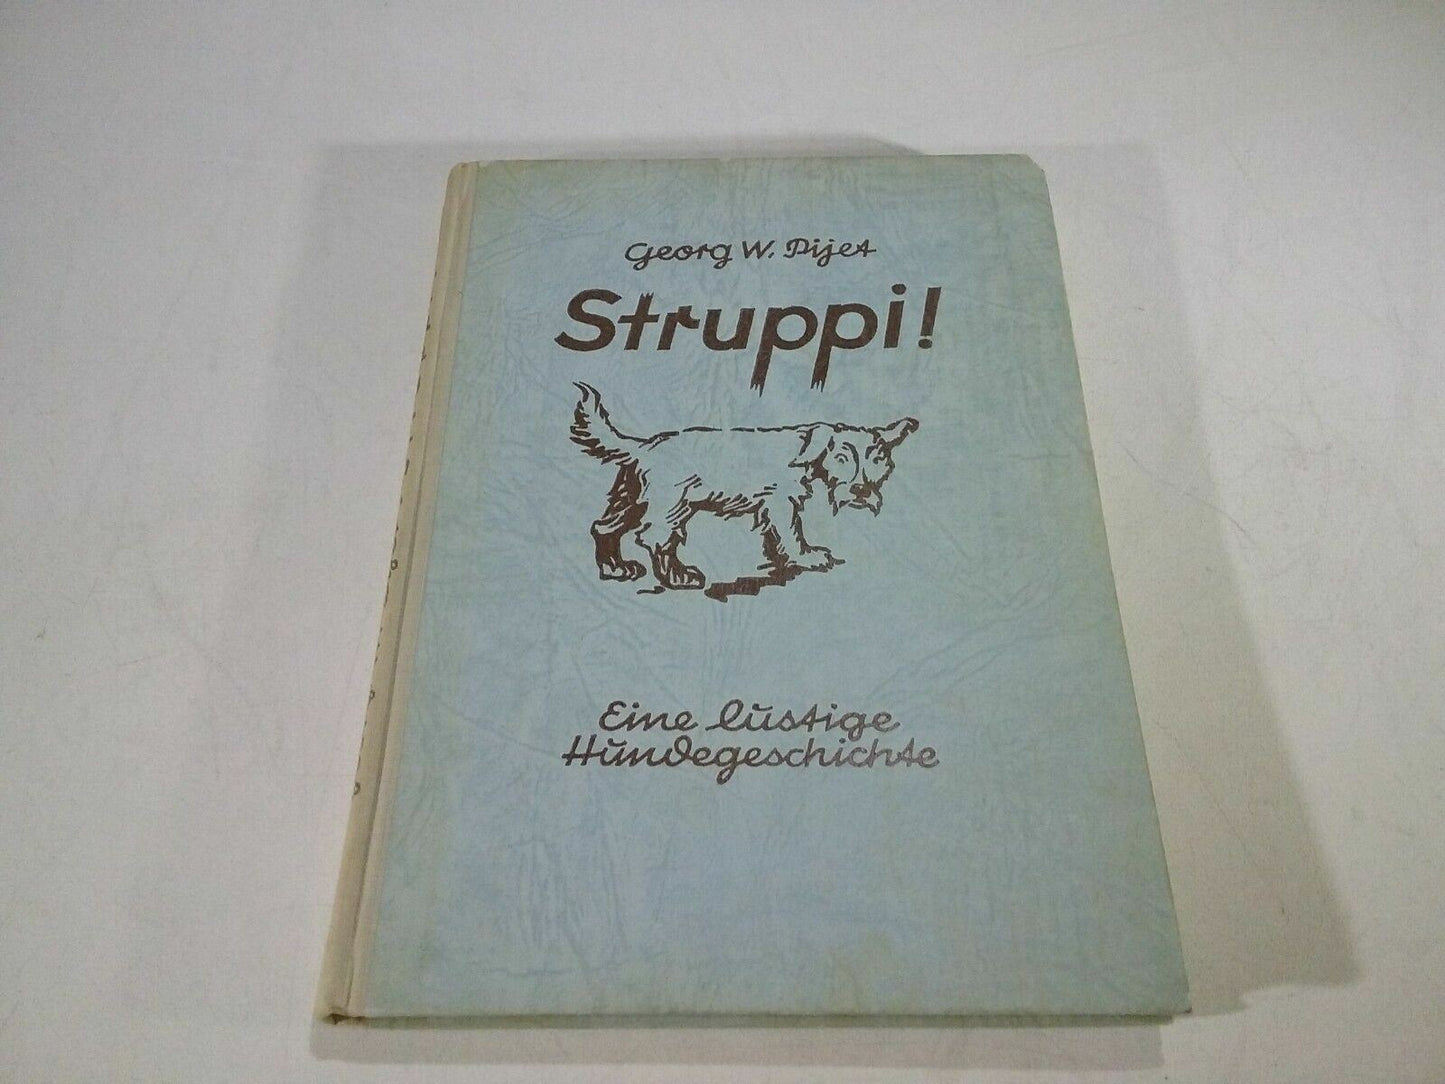 Georg W. Pijet
Struppi!
Eine lustige
Hundegeschichte